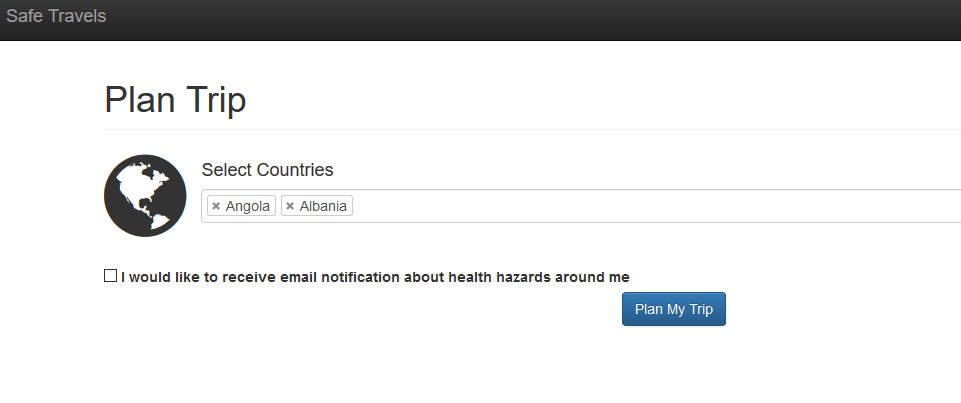 Safe Travels
Plan Trip
Select Countries
× Angola × Albania
I would like to receive email notification about health hazards around me
Plan My Trip